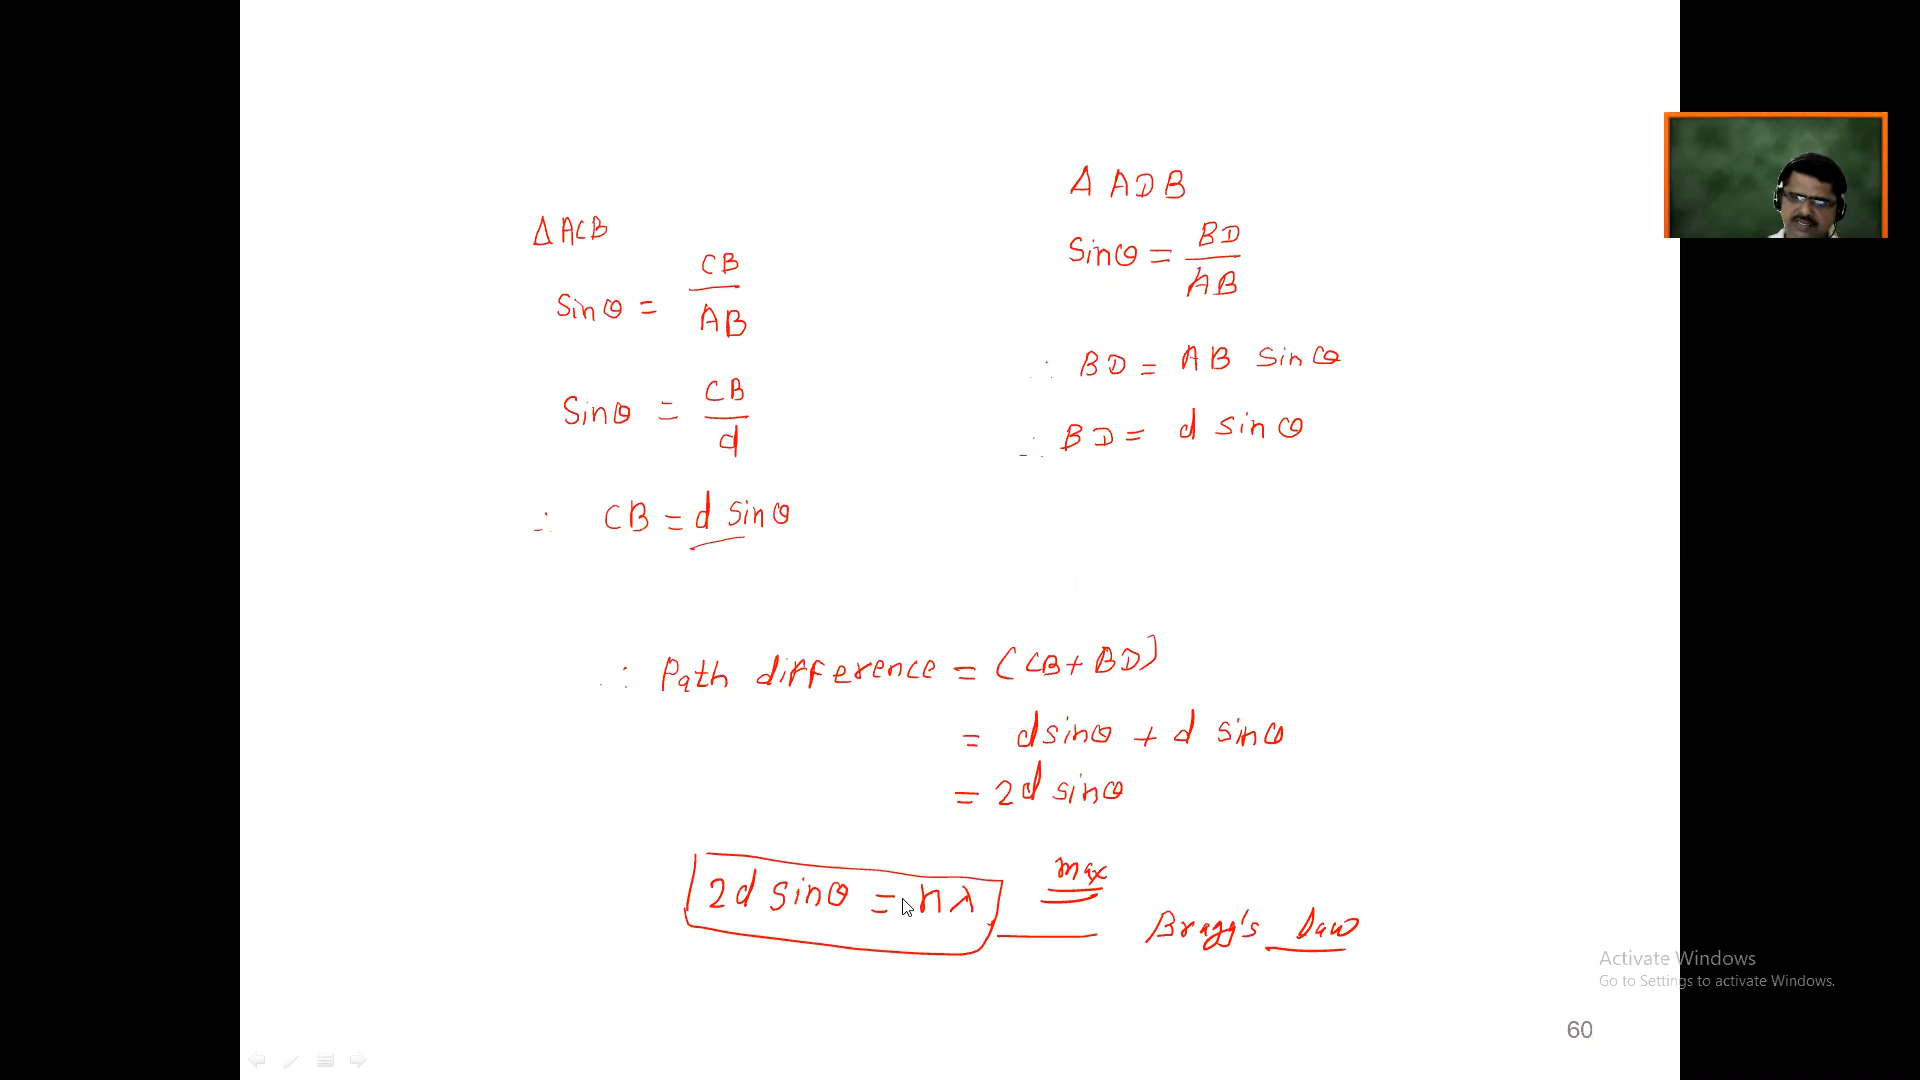 Δ ACB
Sinθ = CB / AB
Sinθ = CB / d
∴ CB = d sinθ
Δ ADB
Sinθ = BD / AB
∴ BD = AB sinθ
∴ BD = d sinθ
∴ Path difference = (CB + BD)
= d sinθ + d sinθ
= 2d sinθ
2d sinθ = nλ
max
Bragg's Law
Activate Windows
Go to Settings to activate Windows.
60